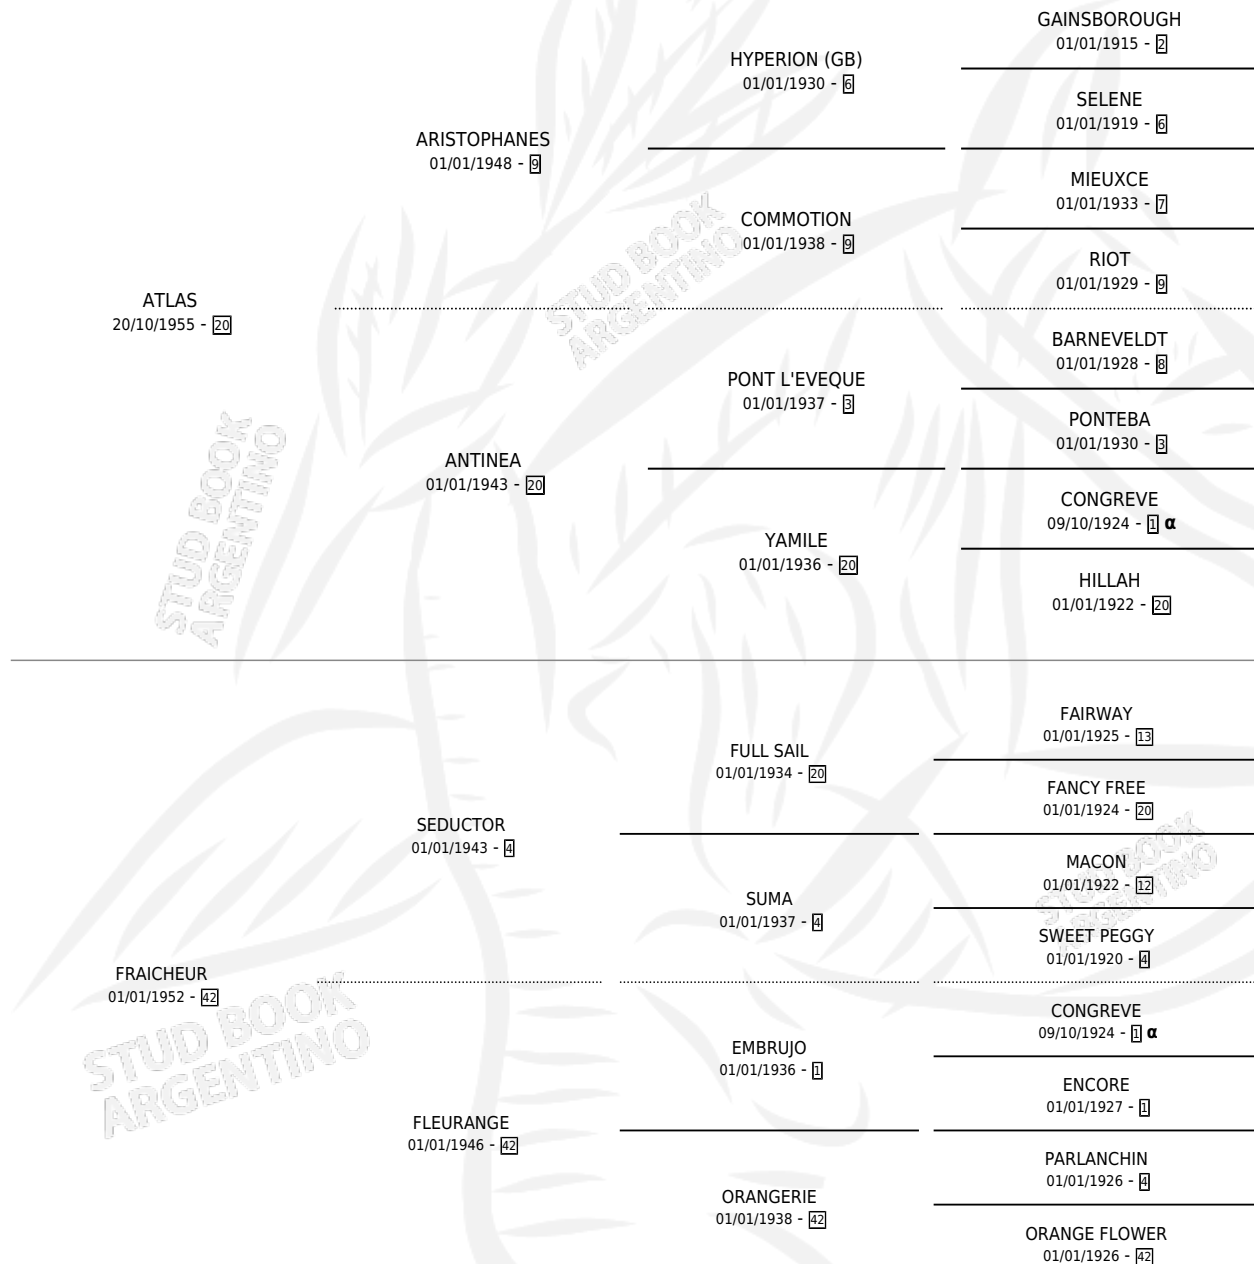 GAINSBOROUGH
01/01/1915 - 2
HYPERION (GB)
01/01/1930 - 6
SELENE
01/01/1919 - 6
ARISTOPHANES
01/01/1948 - 9
MIEUXCE
01/01/1933 - 7
COMMOTION
01/01/1938 - 9
RIOT
01/01/1929 - 9
ATLAS
20/10/1955 - 20
BARNEVELDT
01/01/1928 - 8
PONT L'EVEQUE
01/01/1937 - 3
PONTEBA
01/01/1930 - 3
ANTINEA
01/01/1943 - 20
CONGREVE
09/10/1924 - 1 α
YAMILE
01/01/1936 - 20
HILLAH
01/01/1922 - 20
STUD BOOK
ARGENTINO
STUD BOOK
ARGENTINO
FAIRWAY
01/01/1925 - 13
FULL SAIL
01/01/1934 - 20
FANCY FREE
01/01/1924 - 20
SEDUCTOR
01/01/1943 - 4
MACON
01/01/1922 - 12
SUMA
01/01/1937 - 4
SWEET PEGGY
01/01/1920 - 4
STUD BOOK
ARGENTINO
FRAICHEUR
01/01/1952 - 42
CONGREVE
09/10/1924 - 1 α
EMBRUJO
01/01/1936 - 1
ENCORE
01/01/1927 - 1
FLEURANGE
01/01/1946 - 42
PARLANCHIN
01/01/1926 - 4
ORANGERIE
01/01/1938 - 42
ORANGE FLOWER
01/01/1926 - 42
STUD BOOK
ARGENTINO